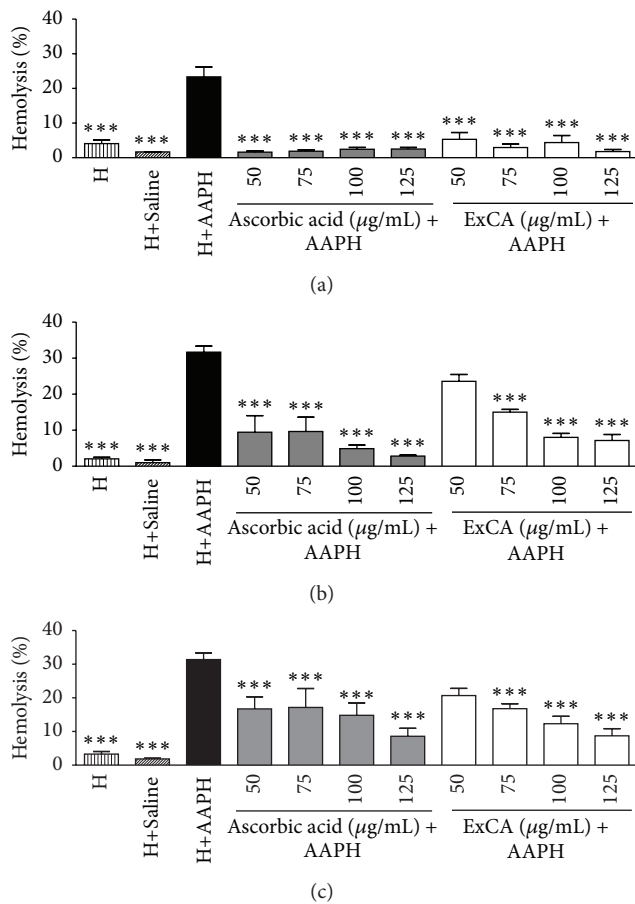 Hemolysis (%)
40
30
20
10
0
*** *** *** *** *** *** *** *** *** ***
H
H+Saline
H+AAPH
50
75
100
125
50
75
100
125
Ascorbic acid (μg/mL) +
AAPH
ExCA (μg/mL) +
AAPH
(a)
Hemolysis (%)
40
30
20
10
0
*** *** *** *** *** *** *** *** ***
H
H+Saline
H+AAPH
50
75
100
125
50
75
100
125
Ascorbic acid (μg/mL) +
AAPH
ExCA (μg/mL) +
AAPH
(b)
Hemolysis (%)
40
30
20
10
0
*** *** *** *** *** *** *** *** ***
H
H+Saline
H+AAPH
50
75
100
125
50
75
100
125
Ascorbic acid (μg/mL) +
AAPH
ExCA (μg/mL) +
AAPH
(c)